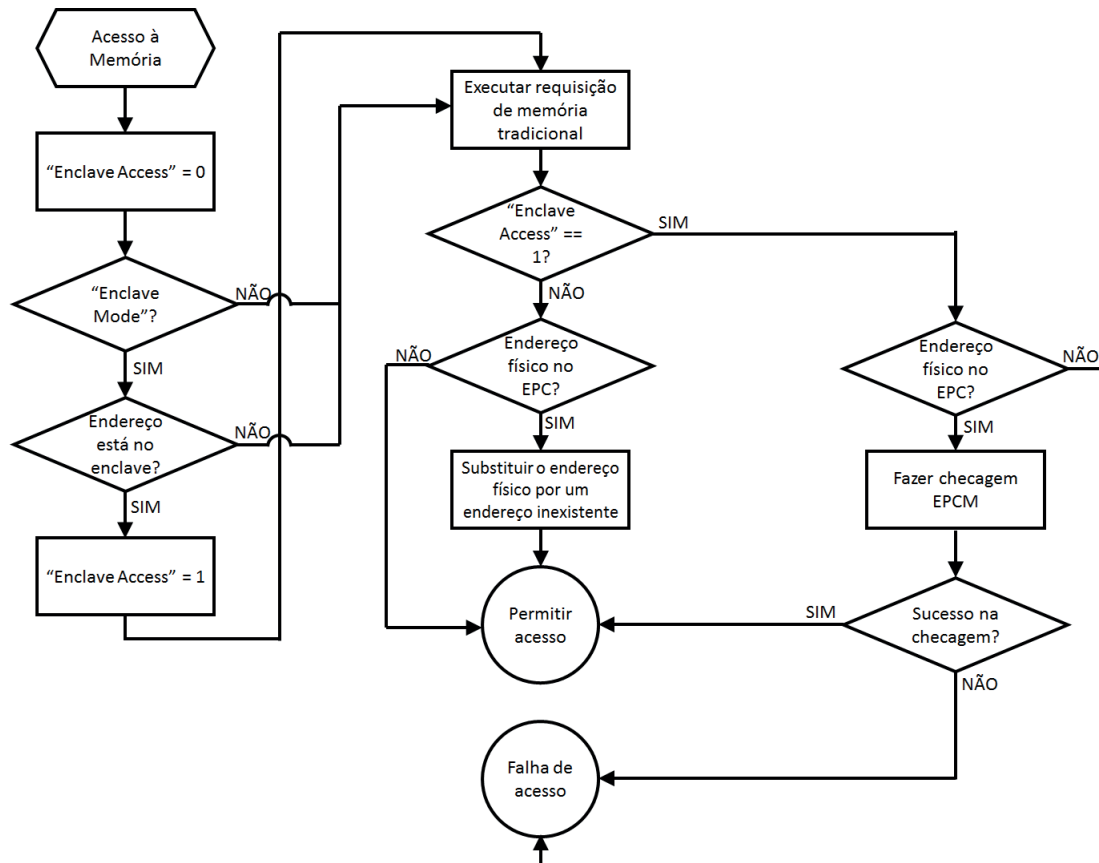 Acesso à
Memória
“Enclave Access” = 0
“Enclave
Mode”?
NÃO
SIM
Endereço
está no
enclave?
NÃO
SIM
“Enclave Access” = 1
Executar requisição
de memória
tradicional
“Enclave
Access” ==
1?
SIM
NÃO
Endereço
físico no
EPC?
NÃO
SIM
Substituir o endereço
físico por um
endereço inexistente
Permitir
acesso
Endereço
físico no
EPC?
NÃO
SIM
Fazer checagem
EPCM
Sucesso na
checagem?
SIM
NÃO
Falha de
acesso